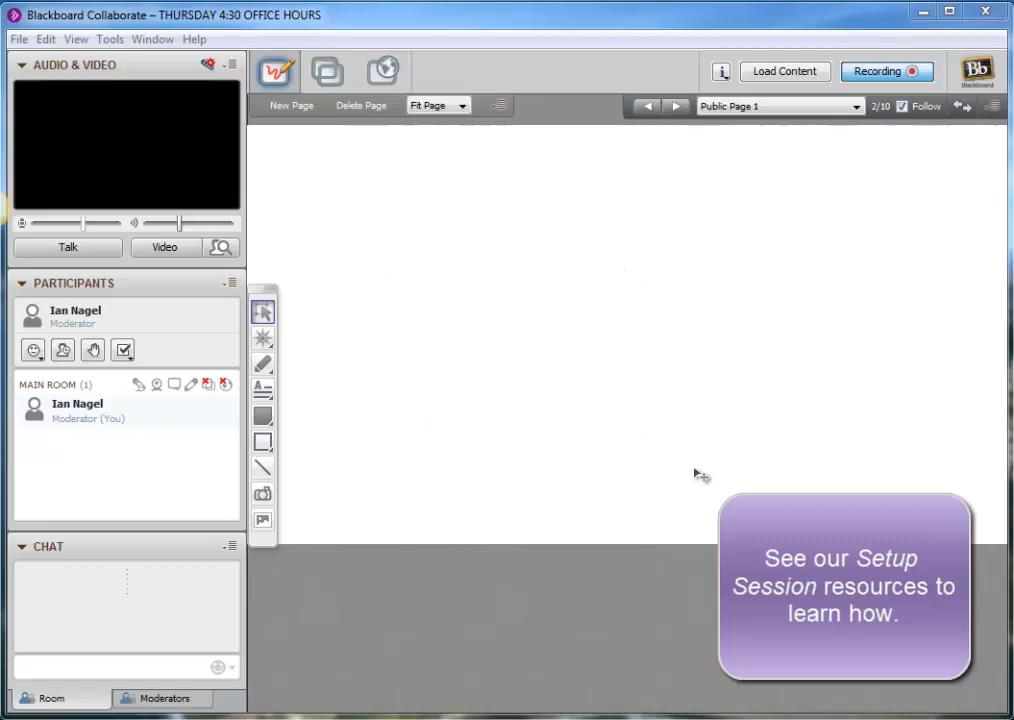 Blackboard Collaborate – THURSDAY 4:30 OFFICE HOURS
File Edit View Tools Window Help
AUDIO & VIDEO
Load Content
Recording
Bb
Blackboard
New Page Delete Page Fit Page
Public Page 1
2/10
Follow
Talk
Video
PARTICIPANTS
Ian Nagel
Moderator
MAIN ROOM (1)
Ian Nagel
Moderator (You)
CHAT
Room
Moderators
See our Setup
Session resources to
learn how.